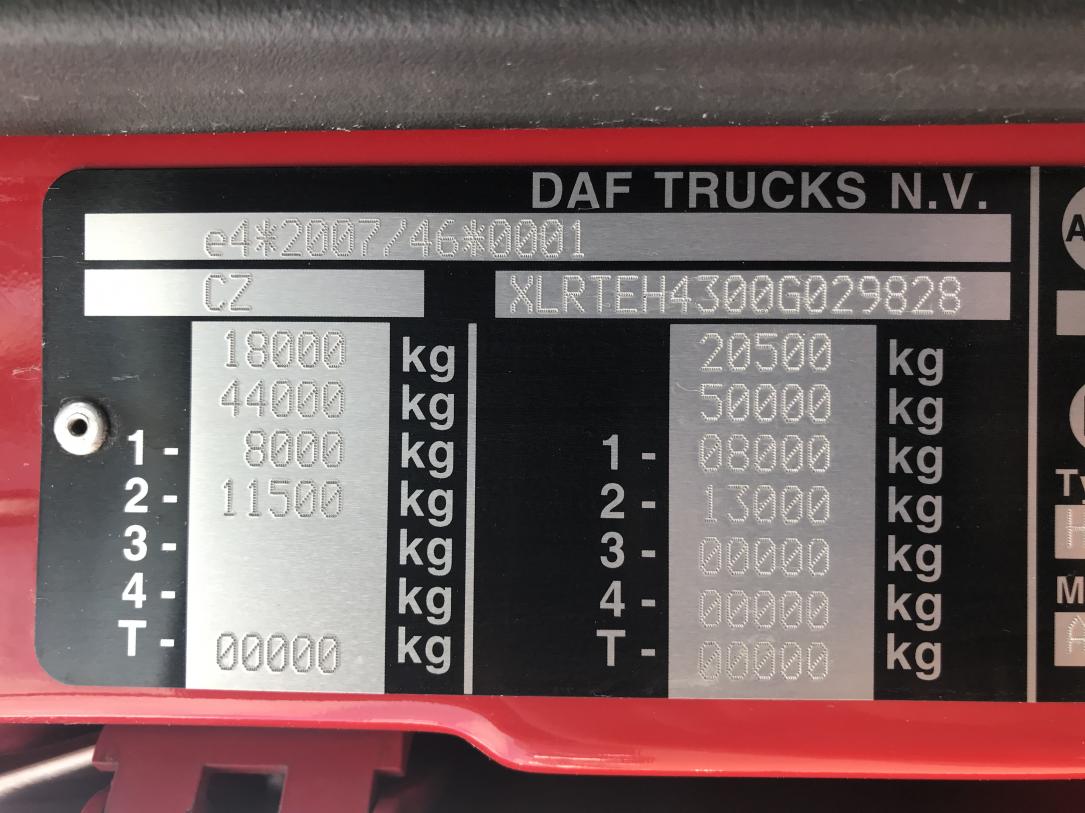 DAF TRUCKS N.V.
e4*2007/46*0001
CZ XLRTEH4300G029828
18000 kg 20500 kg
44000 kg 50000 kg
1 - 8000 kg 1 - 08000 kg
2 - 11500 kg 2 - 13000 kg
3 - kg 3 - 00000 kg
4 - kg 4 - 00000 kg
T - 00000 kg T - 00000 kg